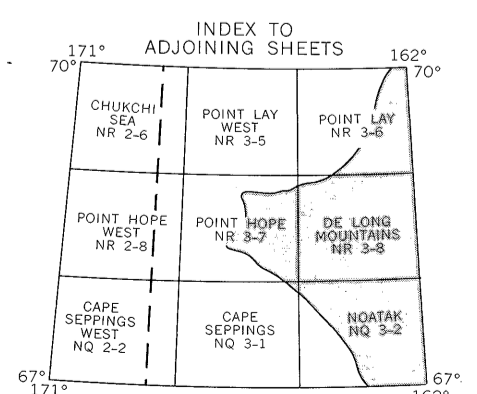 INDEX TO
ADJOINING SHEETS
171°
162°
70°
70°
CHUKCHI
SEA
NR 2-6
POINT LAY
WEST
NR 3-5
POINT LAY
NR 3-6
POINT HOPE
WEST
NR 2-8
POINT HOPE
NR 3-7
DE LONG
MOUNTAINS
NR 3-8
CAPE
SEPPINGS
WEST
NQ 2-2
CAPE
SEPPINGS
NQ 3-1
NOATAK
NQ 3-2
67°
67°
171°
162°